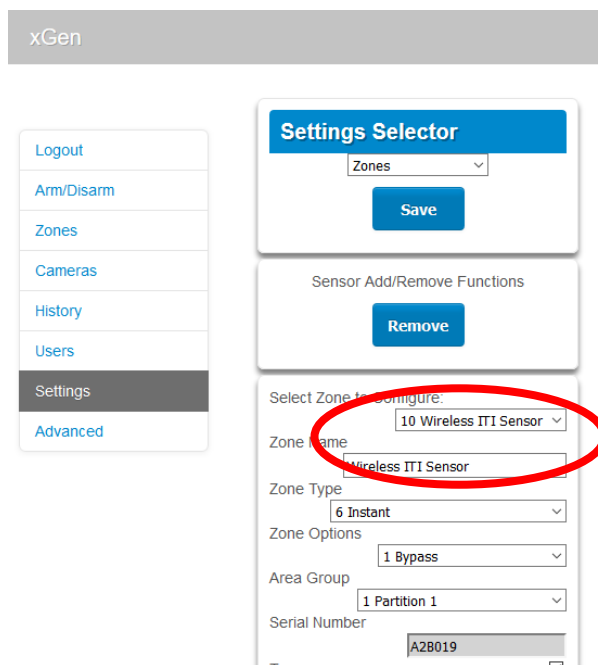 xGen
Logout
Arm/Disarm
Zones
Cameras
History
Users
Settings
Advanced
Settings Selector
Zones
Save
Sensor Add/Remove Functions
Remove
Select Zone to Configure:
10 Wireless ITI Sensor
Zone Name
Wireless ITI Sensor
Zone Type
6 Instant
Zone Options
1 Bypass
Area Group
1 Partition 1
Serial Number
A2B019